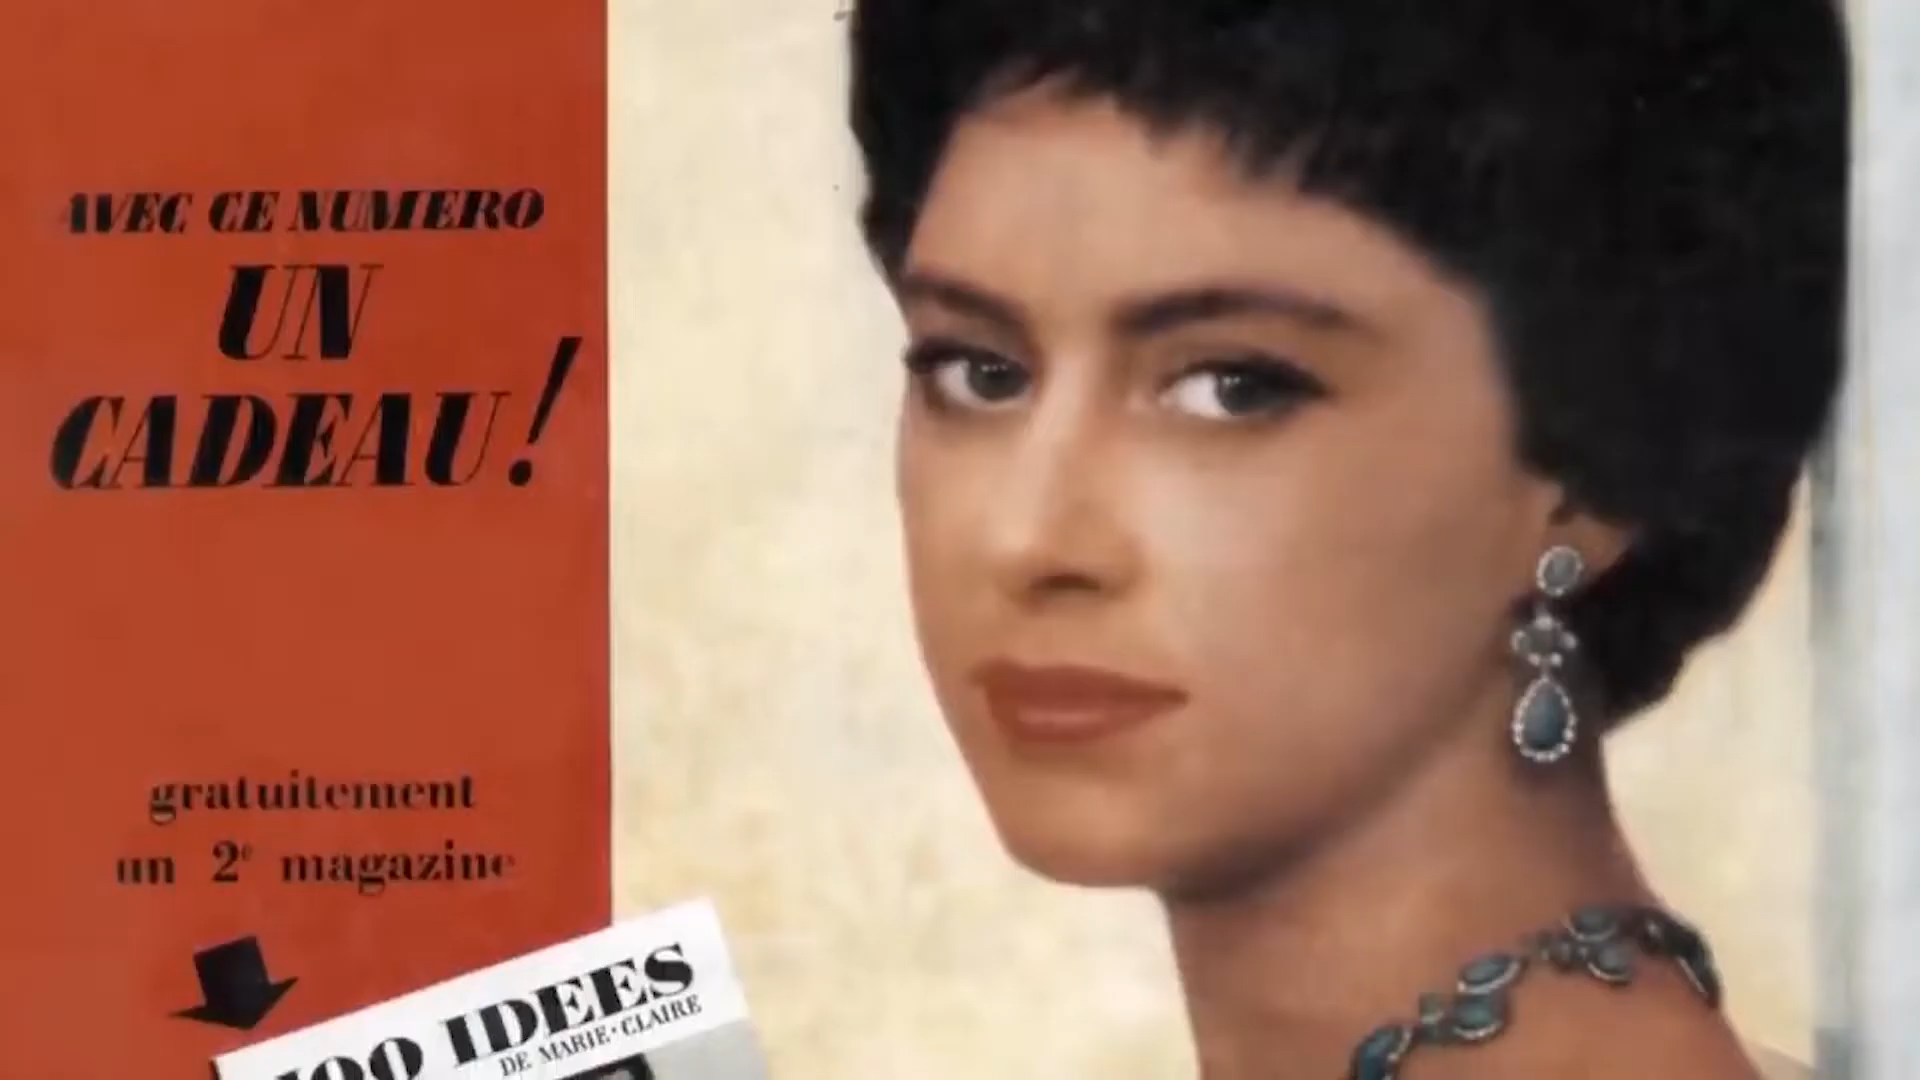 AVEC CE NUMERO
UN
CADEAU!
gratuitement
un 2e magazine
100 IDEES
DE MARIE·CLAIRE